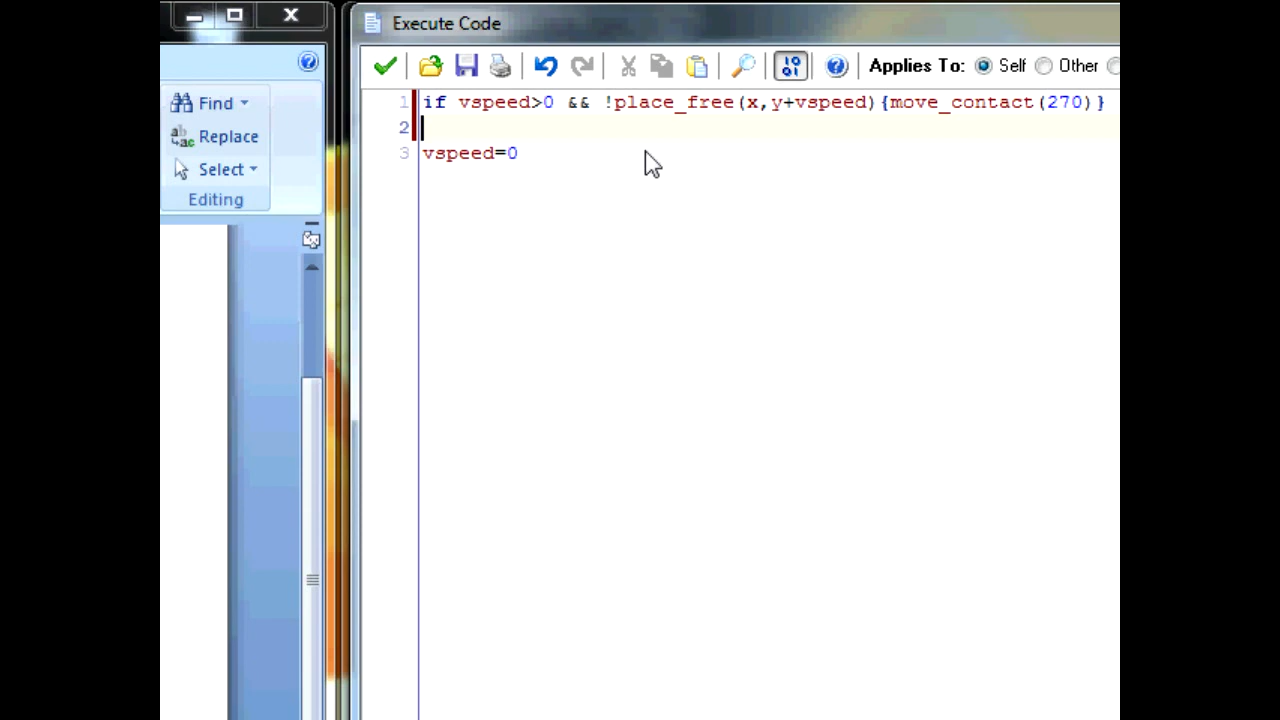 Execute Code
Find
Replace
Select
Editing
Applies To: Self Other
1 if vspeed>0 && !place_free(x,y+vspeed){move_contact(270)}
2
3 vspeed=0